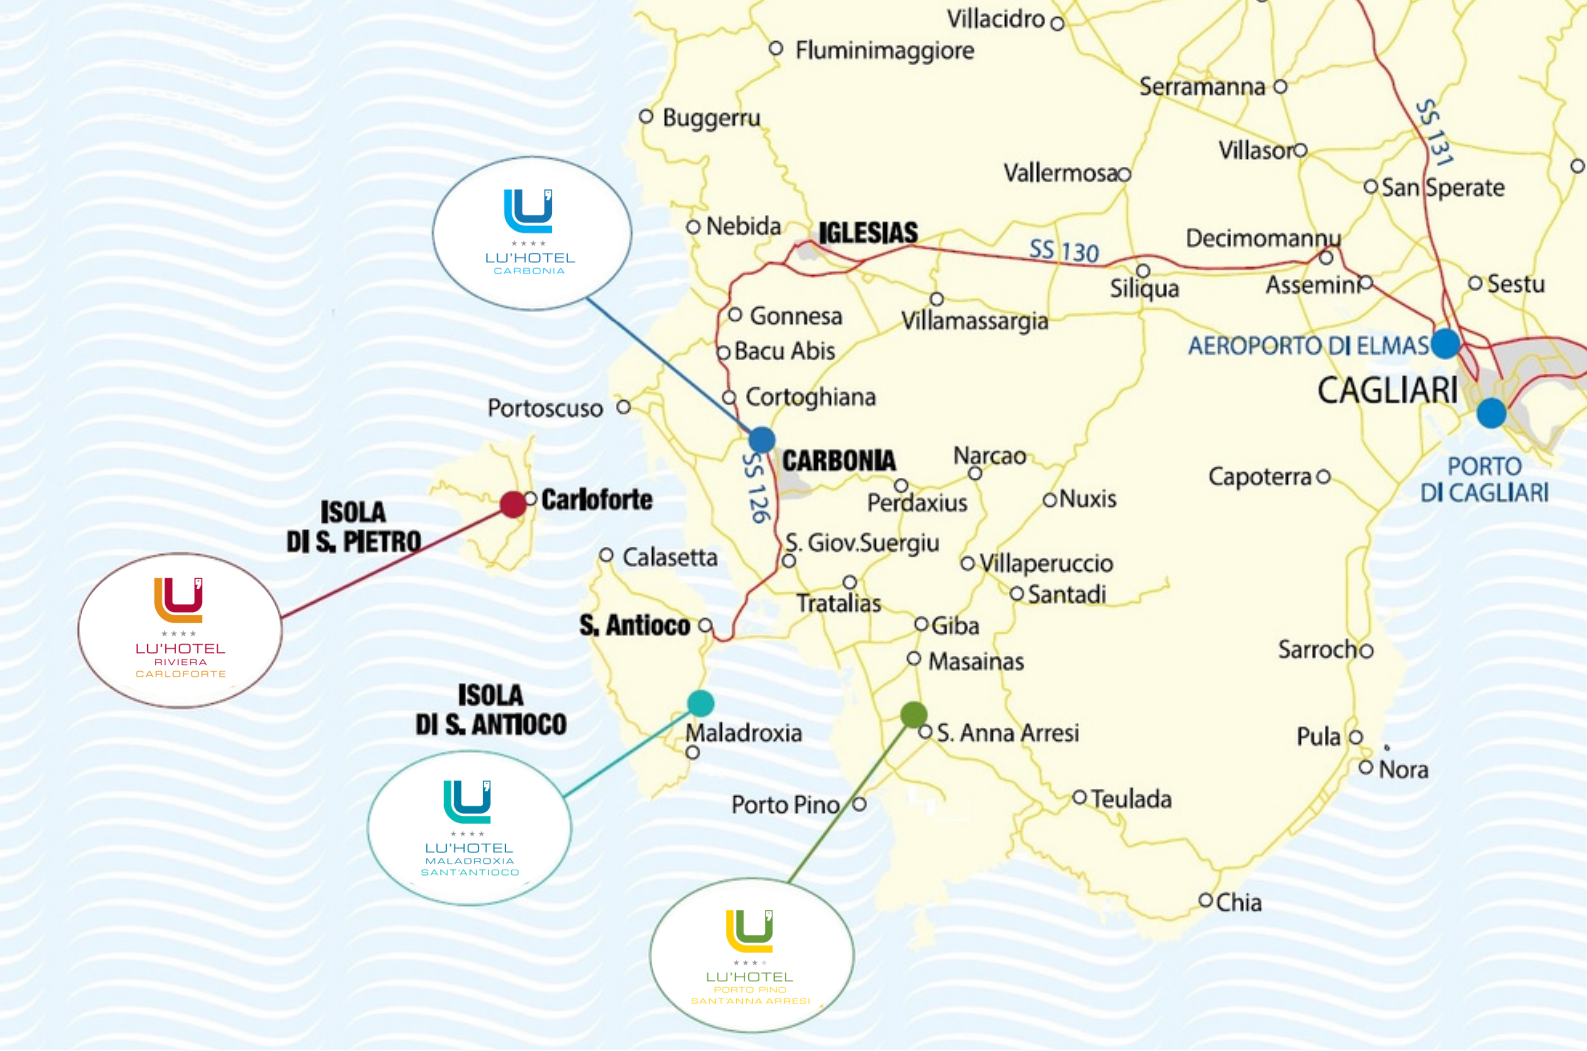 Villacidro
Fluminimaggiore
Serramanna
Buggerru
SS 131
Villasor
Vallermosa
San Sperate
Nebida
IGLESIAS
SS 130
Decimomannu
Siliqua
Assemini
Sestu
LU'HOTEL
CARBONIA
Gonnesa
Villamassargia
Bacu Abis
AEROPORTO DI ELMAS
CAGLIARI
Cortoghiana
Portoscuso
CARBONIA
SS 126
Narcao
Perdaxius
Nuxis
Capoterra
PORTO
DI CAGLIARI
Carloforte
ISOLA
DI S. PIETRO
Calasetta
S. Giov.Suergiu
Villaperuccio
Tratalias
Santadi
S. Antioco
Giba
Masainas
Sarroch
LU'HOTEL
RIVIERA
CARLOFORTE
ISOLA
DI S. ANTIOCO
Maladroxia
S. Anna Arresi
Pula
Nora
Porto Pino
Teulada
LU'HOTEL
MALADROXIA
SANT'ANTIOCO
Chia
LU'HOTEL
PORTO PINO
SANT'ANNA ARRESI